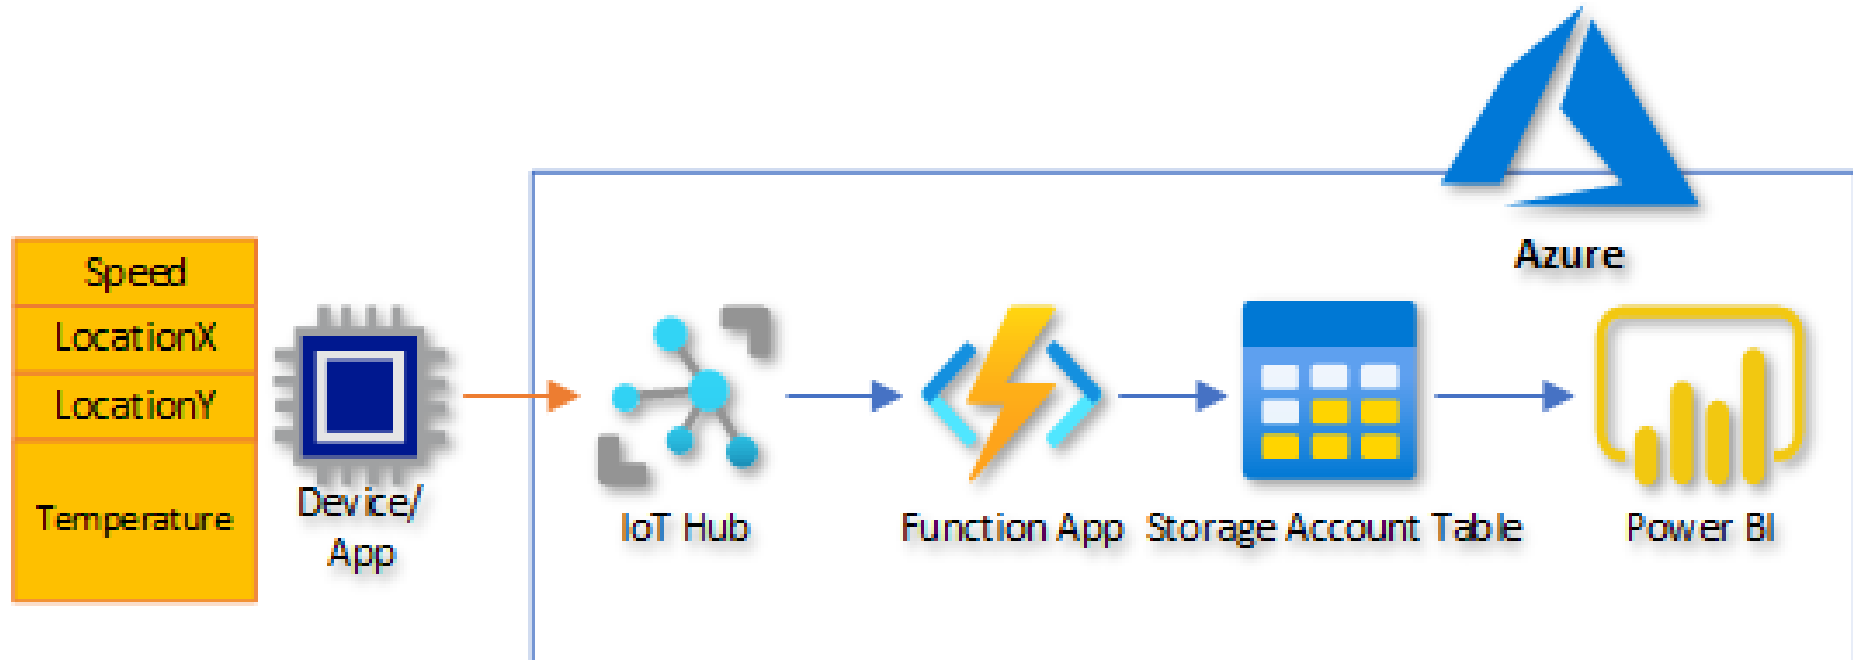 Azure
Speed
LocationX
LocationY
Temperature
Device/
App
IoT Hub
Function App
Storage Account Table
Power BI